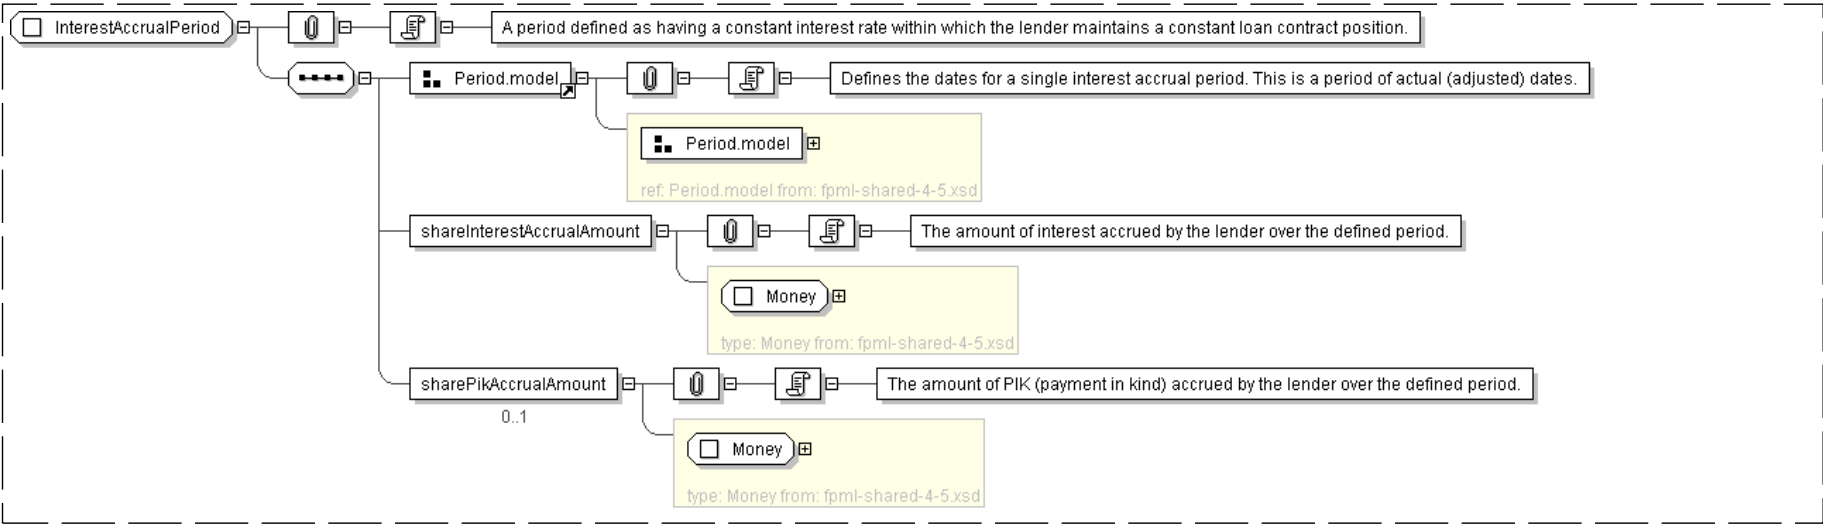 InterestAccrualPeriod
A period defined as having a constant interest rate within which the lender maintains a constant loan contract position.
Period.model
Defines the dates for a single interest accrual period. This is a period of actual (adjusted) dates.
Period.model
ref: Period.model from: fpml-shared-4-5.xsd
shareInterestAccrualAmount
The amount of interest accrued by the lender over the defined period.
Money
type: Money from: fpml-shared-4-5.xsd
sharePikAccrualAmount
The amount of PIK (payment in kind) accrued by the lender over the defined period.
0..1
Money
type: Money from: fpml-shared-4-5.xsd